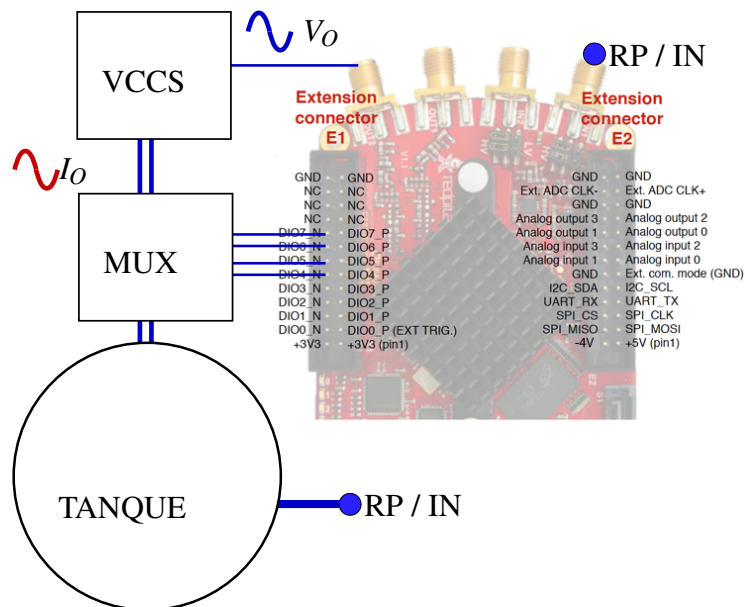 V_O
VCCS
RP / IN
Extension
connector
E1
Extension
connector
E2
I_O
MUX
GND GND
NC NC
NC NC
NC NC
DIO7_N DIO7_P
DIO6_N DIO6_P
DIO5_N DIO5_P
DIO4_N DIO4_P
DIO3_N DIO3_P
DIO2_N DIO2_P
DIO1_N DIO1_P
DIO0_N DIO0_P (EXT TRIG.)
+3V3 +3V3 (pin1)
GND GND
Ext. ADC CLK- Ext. ADC CLK+
GND GND
Analog output 3 Analog output 2
Analog output 1 Analog output 0
Analog input 3 Analog input 2
Analog input 1 Analog input 0
GND Ext. com. mode (GND)
I2C_SDA I2C_SCL
UART_RX UART_TX
SPI_CS SPI_CLK
SPI_MISO SPI_MOSI
-4V +5V (pin1)
TANQUE
RP / IN